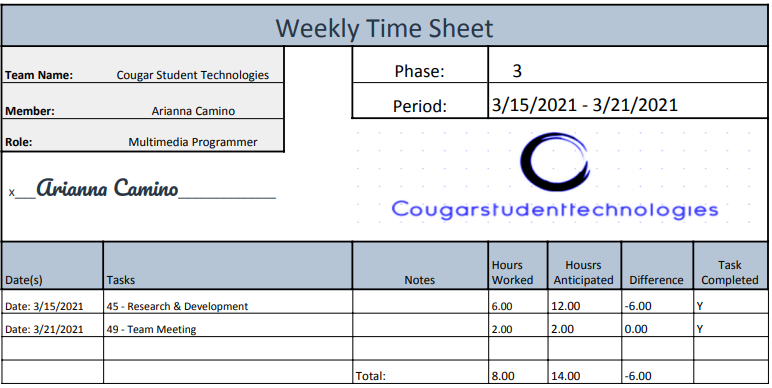 Weekly Time Sheet
Team Name: Cougar Student Technologies
Phase: 3
Member: Arianna Camino
Period: 3/15/2021 - 3/21/2021
Role: Multimedia Programmer
x__Arianna Camino______________
Cougarstudenttechnologies
Date(s) Tasks Notes Hours Worked Housrs Anticipated Difference Task Completed
Date: 3/15/2021 45 - Research & Development 6.00 12.00 -6.00 Y
Date: 3/21/2021 49 - Team Meeting 2.00 2.00 0.00 Y
Total: 8.00 14.00 -6.00